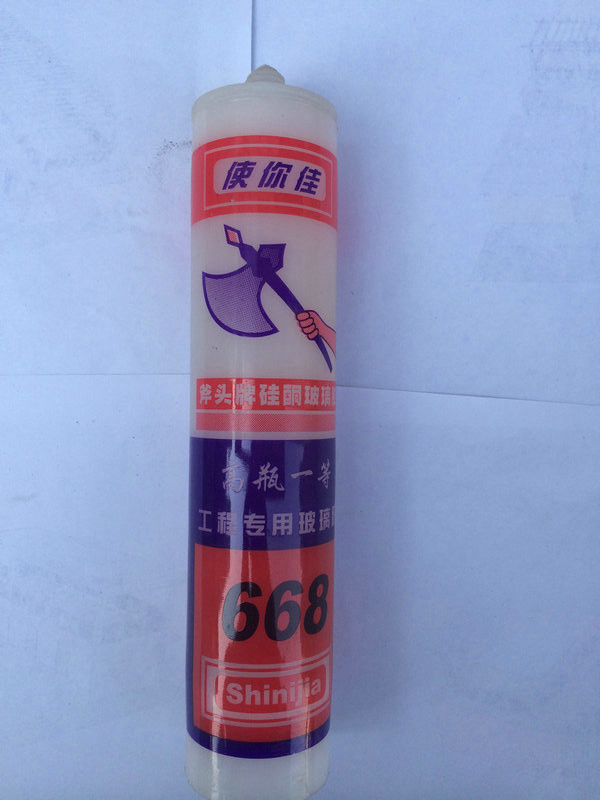 使你佳
斧头牌硅酮玻璃
高瓶一等
工程专用玻璃
668
Shinijia